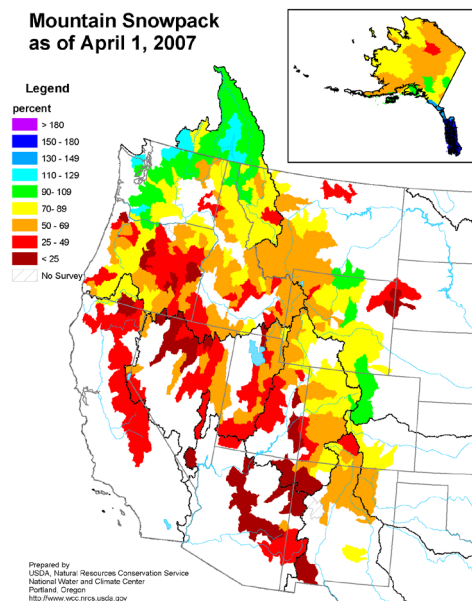 Mountain Snowpack
as of April 1, 2007
Legend
percent
> 180
150 - 180
130 - 149
110 - 129
90 - 109
70- 89
50 - 69
25 - 49
< 25
No Survey
Prepared by
USDA, Natural Resources Conservation Service
National Water and Climate Center
Portland, Oregon
http://www.wcc.nrcs.usda.gov